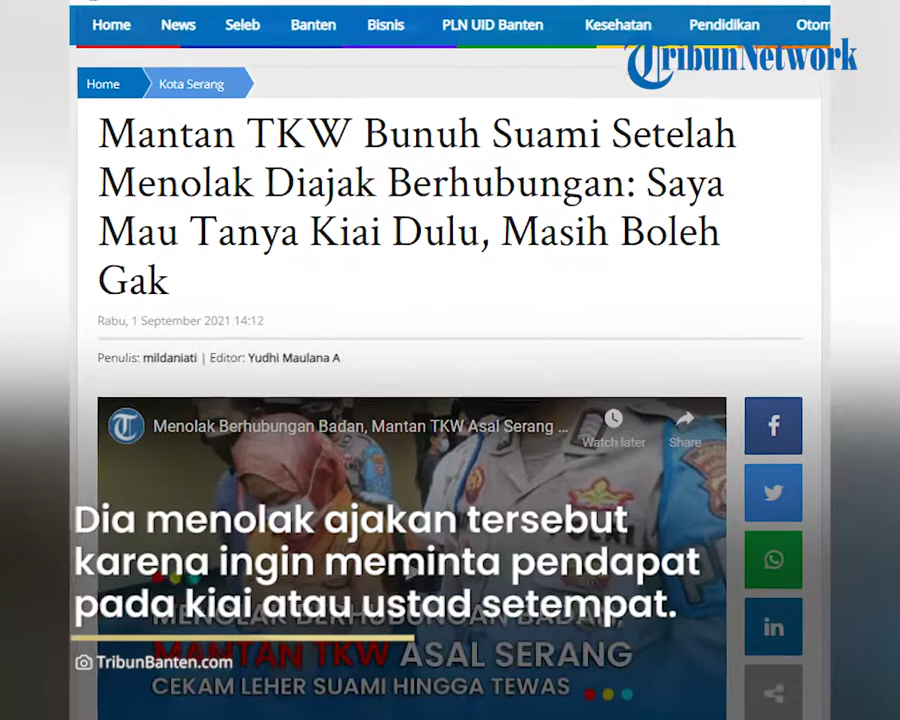 Home News Seleb Banten Bisnis PLN UID Banten Kesehatan Pendidikan Otom
TribunNetwork
Home Kota Serang
Mantan TKW Bunuh Suami Setelah
Menolak Diajak Berhubungan: Saya
Mau Tanya Kiai Dulu, Masih Boleh
Gak
Rabu, 1 September 2021 14:12
Penulis: mildaniati | Editor: Yudhi Maulana A
Menolak Berhubungan Badan, Mantan TKW Asal Serang ...
Watch later Share
Dia menolak ajakan tersebut
karena ingin meminta pendapat
pada kiai atau ustad setempat.
MENOLAK BERHUBUNGAN BADAN,
MANTAN TKW ASAL SERANG
CEKAM LEHER SUAMI HINGGA TEWAS
TribunBanten.com